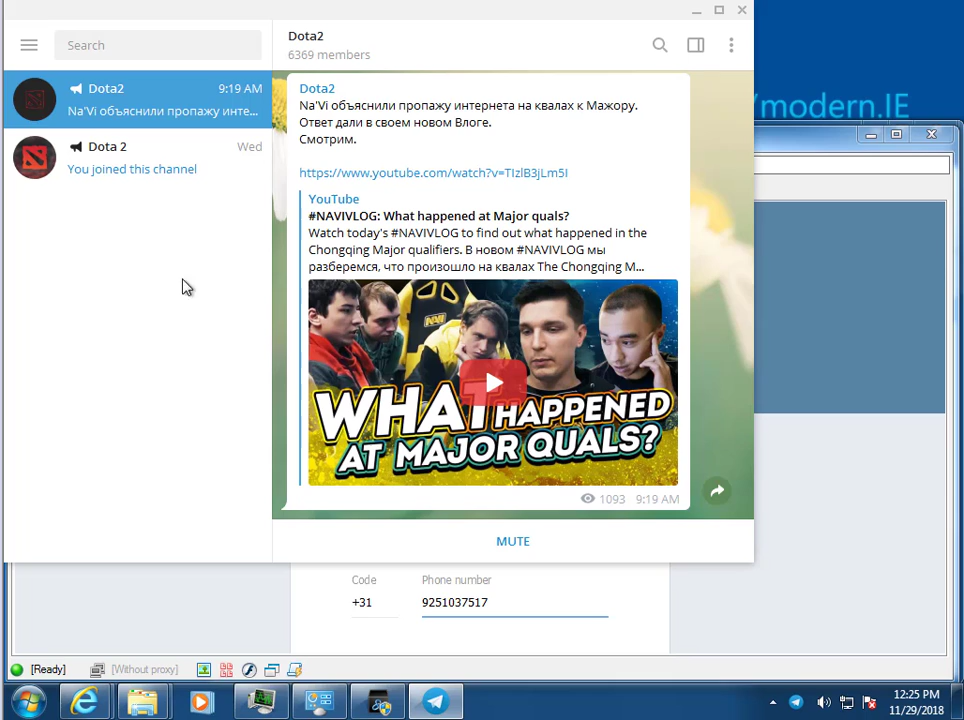 Search
Dota2
6369 members
Dota2
9:19 AM
Na'Vi объяснили пропажу инте...
Dota 2
Wed
You joined this channel
Dota2
Na'Vi объяснили пропажу интернета на квалах к Мажору.
Ответ дали в своем новом Влоге.
Смотрим.
https://www.youtube.com/watch?v=TIzlB3jLm5I
YouTube
#NAVIVLOG: What happened at Major quals?
Watch today's #NAVIVLOG to find out what happened in the
Chongqing Major qualifiers. В новом #NAVIVLOG мы
разберемся, что произошло на квалах The Chongqing M...
NAVI
WHAT HAPPENED
AT MAJOR QUALS?
1093 9:19 AM
MUTE
/modern.IE
Code
Phone number
+31
9251037517
[Ready]
[Without proxy]
12:25 PM
11/29/2018